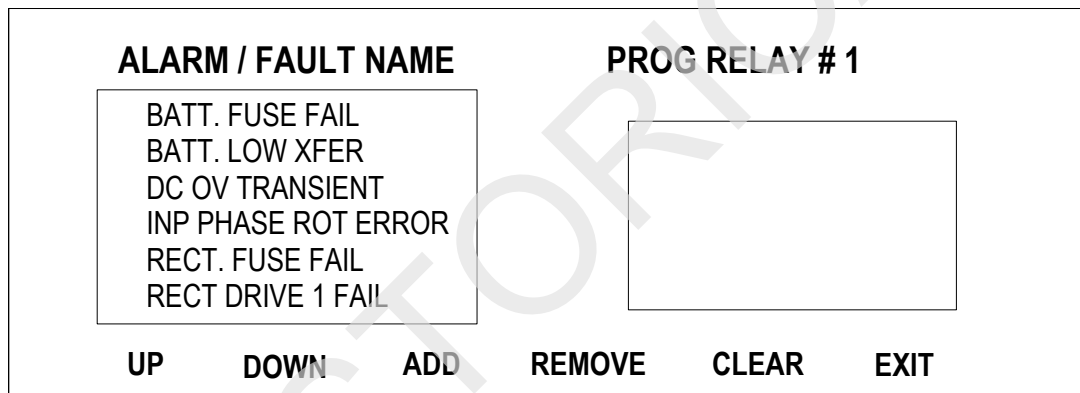 ALARM / FAULT NAME PROG RELAY # 1
BATT. FUSE FAIL
BATT. LOW XFER
DC OV TRANSIENT
INP PHASE ROT ERROR
RECT. FUSE FAIL
RECT DRIVE 1 FAIL
UP DOWN ADD REMOVE CLEAR EXIT